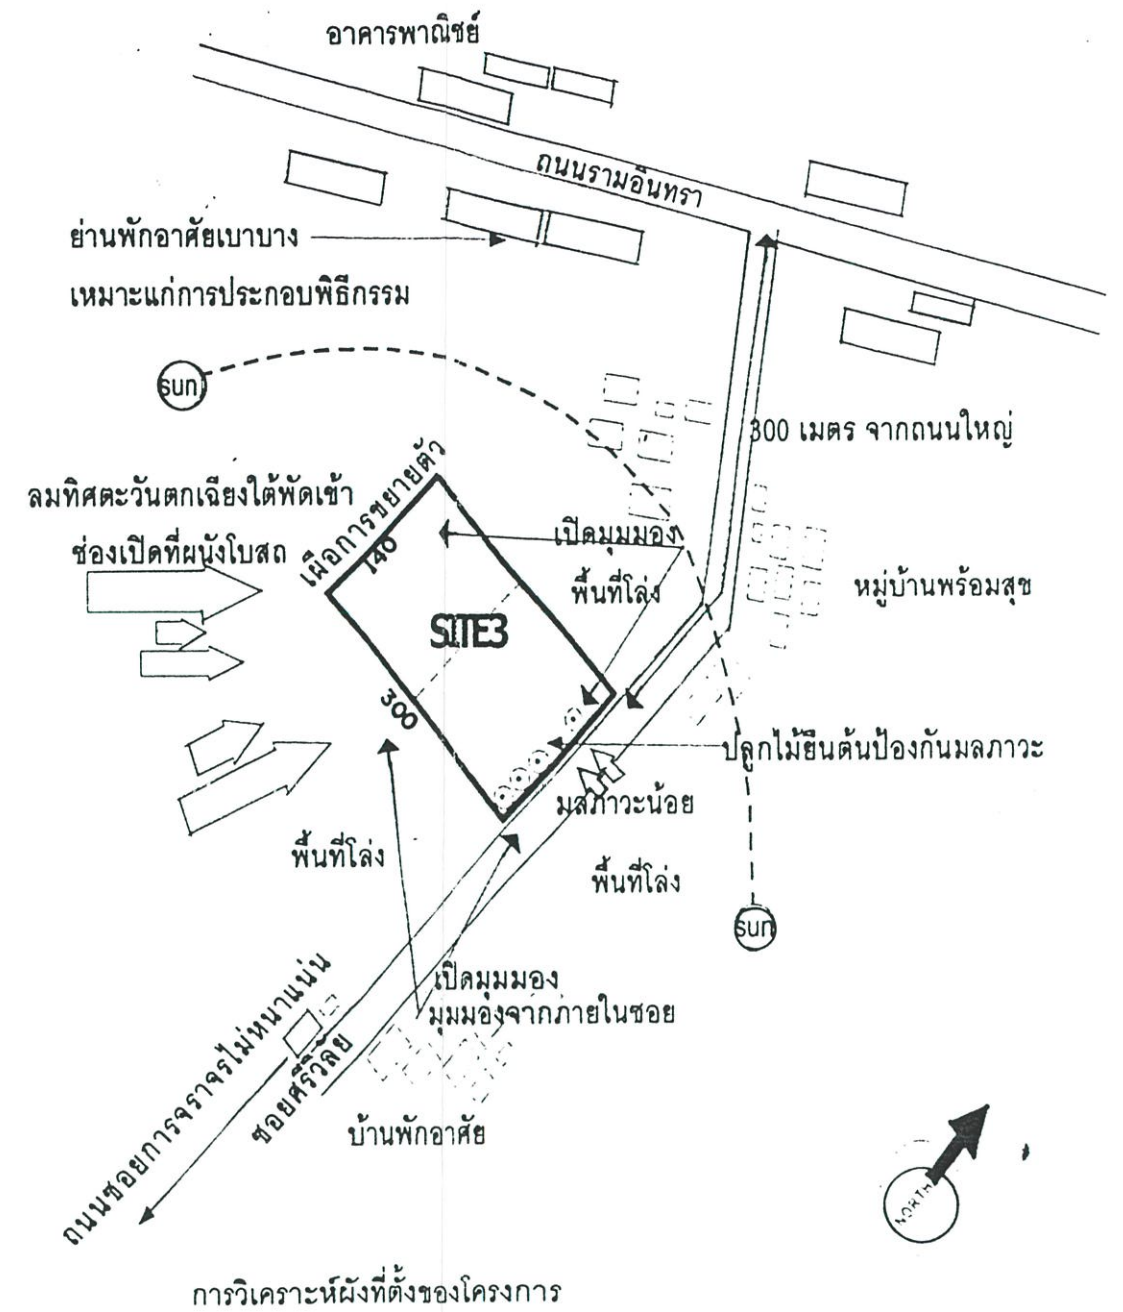 อาคารพาณิชย์
ถนนรามอินทรา
ย่านพักอาศัยเบาบาง
เหมาะแก่การประกอบพิธีกรรม
sun
300 เมตร จากถนนใหญ่
ลมทิศตะวันตกเฉียงใต้พัดเข้า
ช่องเปิดที่ผนังโบสถ
เผื่อการขยายตัว
140
เปิดมุมมอง
พื้นที่โล่ง
หมู่บ้านพร้อมสุข
SITE3
300
ปลูกไม้ยืนต้นป้องกันมลภาวะ
มลภาวะน้อย
พื้นที่โล่ง
พื้นที่โล่ง
sun
เปิดมุมมอง
มุมมองจากภายในซอย
ถนนซอยการจราจรไม่หนาแน่น
ซอยศรีวิลัย
บ้านพักอาศัย
NORTH
การวิเคราะห์ผังที่ตั้งของโครงการ